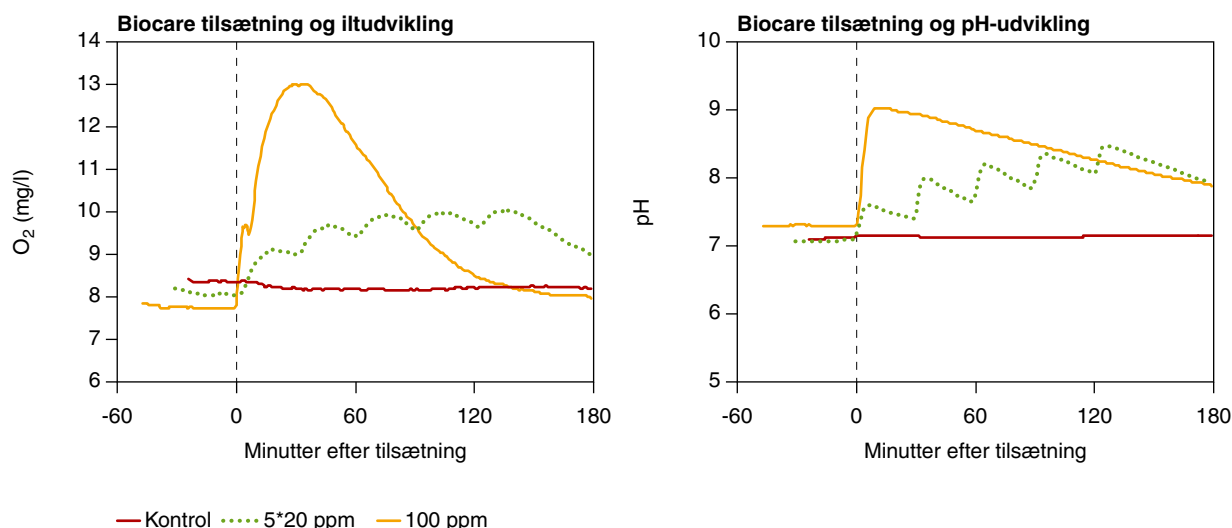 Biocare tilsætning og iltudvikling
14
13
12
11
10
9
8
7
6
O2 (mg/l)
-60 0 60 120 180
Minutter efter tilsætning
Biocare tilsætning og pH-udvikling
10
9
8
7
6
5
pH
-60 0 60 120 180
Minutter efter tilsætning
Kontrol 5*20 ppm 100 ppm